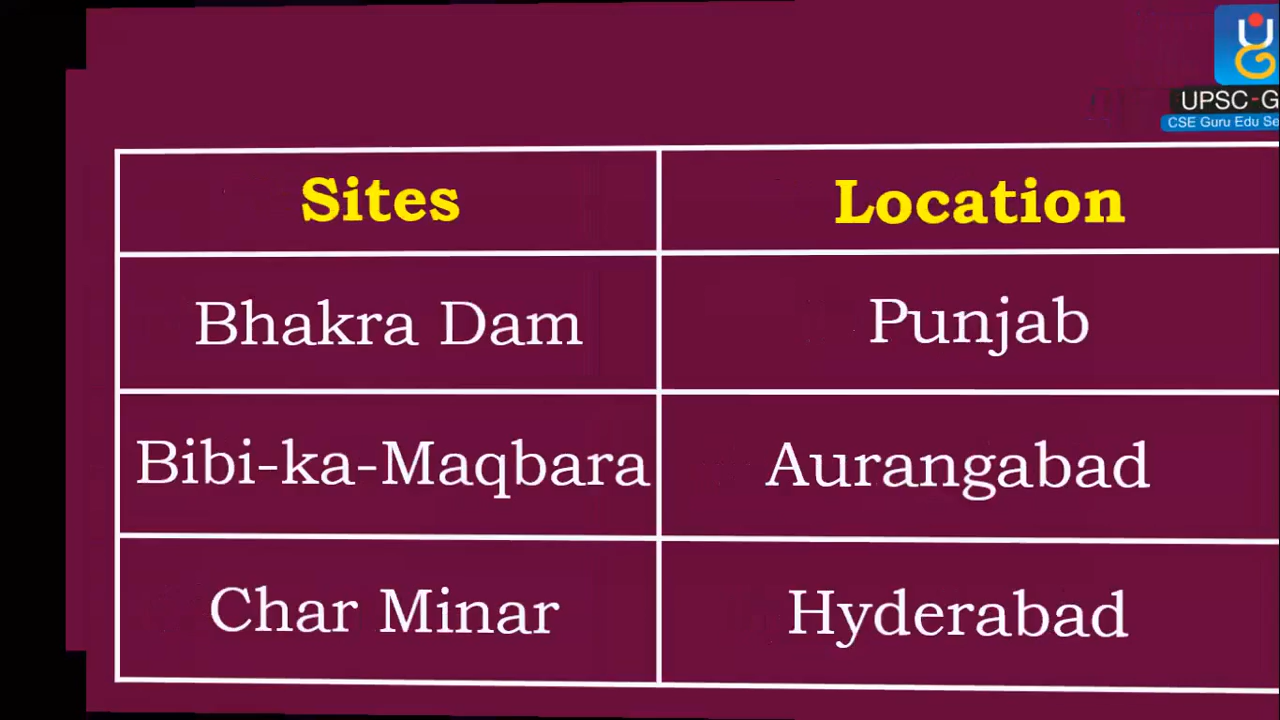 UPSC-G
CSE Guru Edu Se
Sites Location
Bhakra Dam Punjab
Bibi-ka-Maqbara Aurangabad
Char Minar Hyderabad